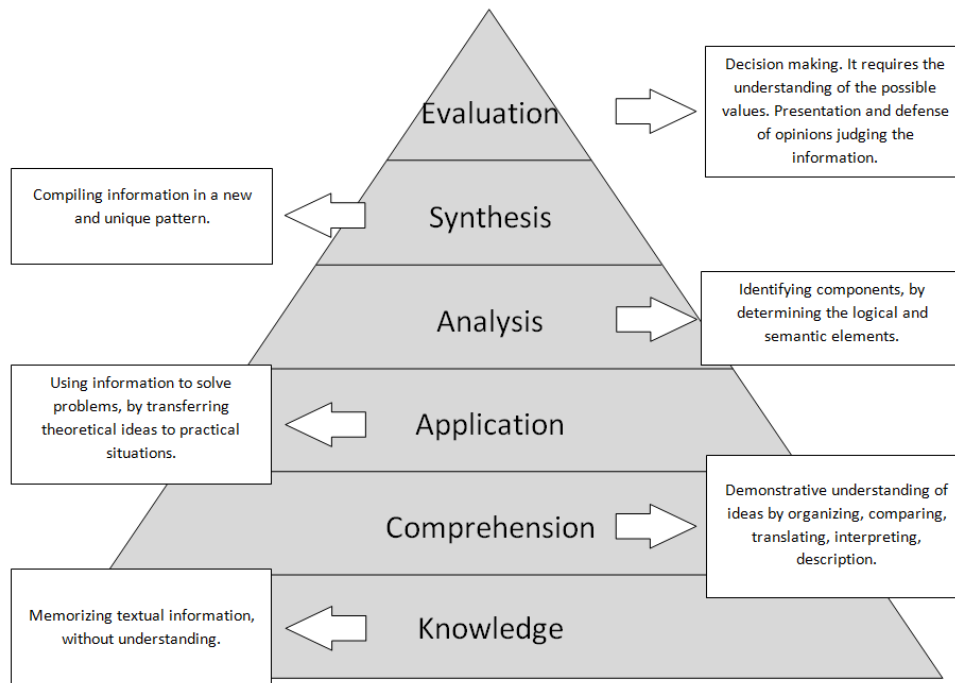 Evaluation
Decision making. It requires the
understanding of the possible
values. Presentation and defense
of opinions judging the
information.
Compiling information in a new
and unique pattern.
Synthesis
Analysis
Identifying components, by
determining the logical and
semantic elements.
Using information to solve
problems, by transferring
theoretical ideas to practical
situations.
Application
Comprehension
Demonstrative understanding of
ideas by organizing, comparing,
translating, interpreting,
description.
Memorizing textual information,
without understanding.
Knowledge